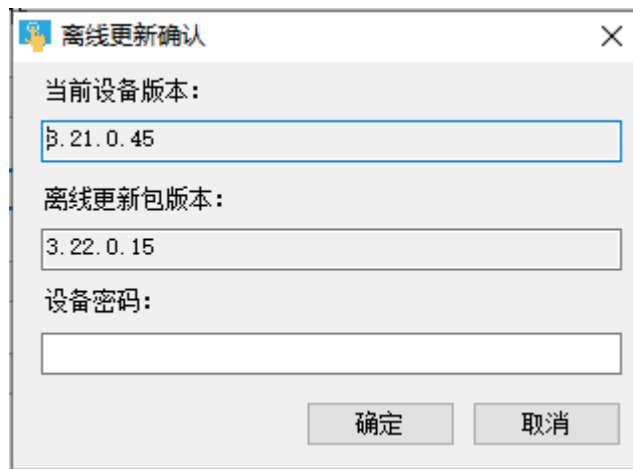 离线更新确认
当前设备版本：
3.21.0.45
离线更新包版本：
3.22.0.15
设备密码：
确定
取消